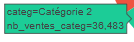 categ=Catégorie 2
nb_ventes_categ=36,483